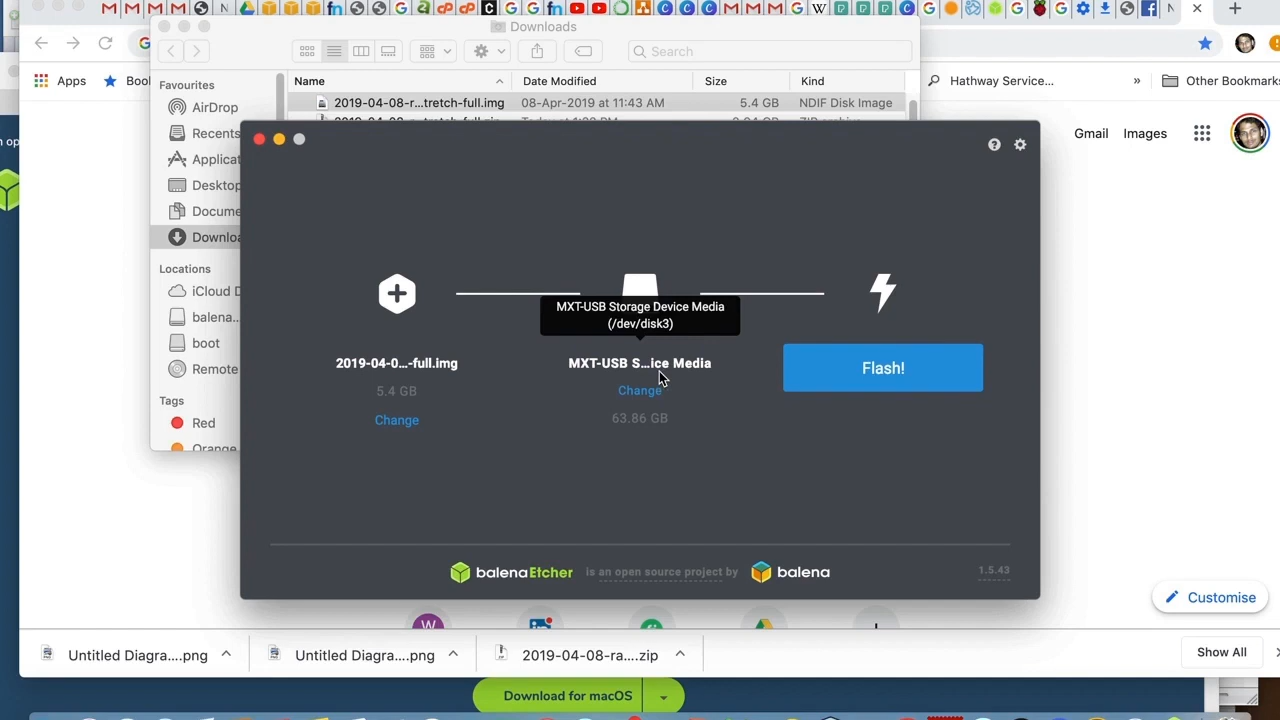 Downloads
Search
Apps
Boo
Hathway Service...
»
Other Bookmarks
Favourites
AirDrop
Recents
Applicat
Desktop
Docume
Downloa
Locations
iCloud D
balena...
boot
Remote
Tags
Red
Orange
Name
Date Modified
Size
Kind
2019-04-08-r...tretch-full.img
08-Apr-2019 at 11:43 AM
5.4 GB
NDIF Disk Image
Gmail
Images
MXT-USB Storage Device Media
(/dev/disk3)
2019-04-0...-full.img
5.4 GB
Change
MXT-USB S...ice Media
Change
63.86 GB
Flash!
balenaEtcher
is an open source project by
balena
1.5.43
Customise
W
Untitled Diagra....png
Untitled Diagra....png
2019-04-08-ra....zip
Show All
Download for macOS